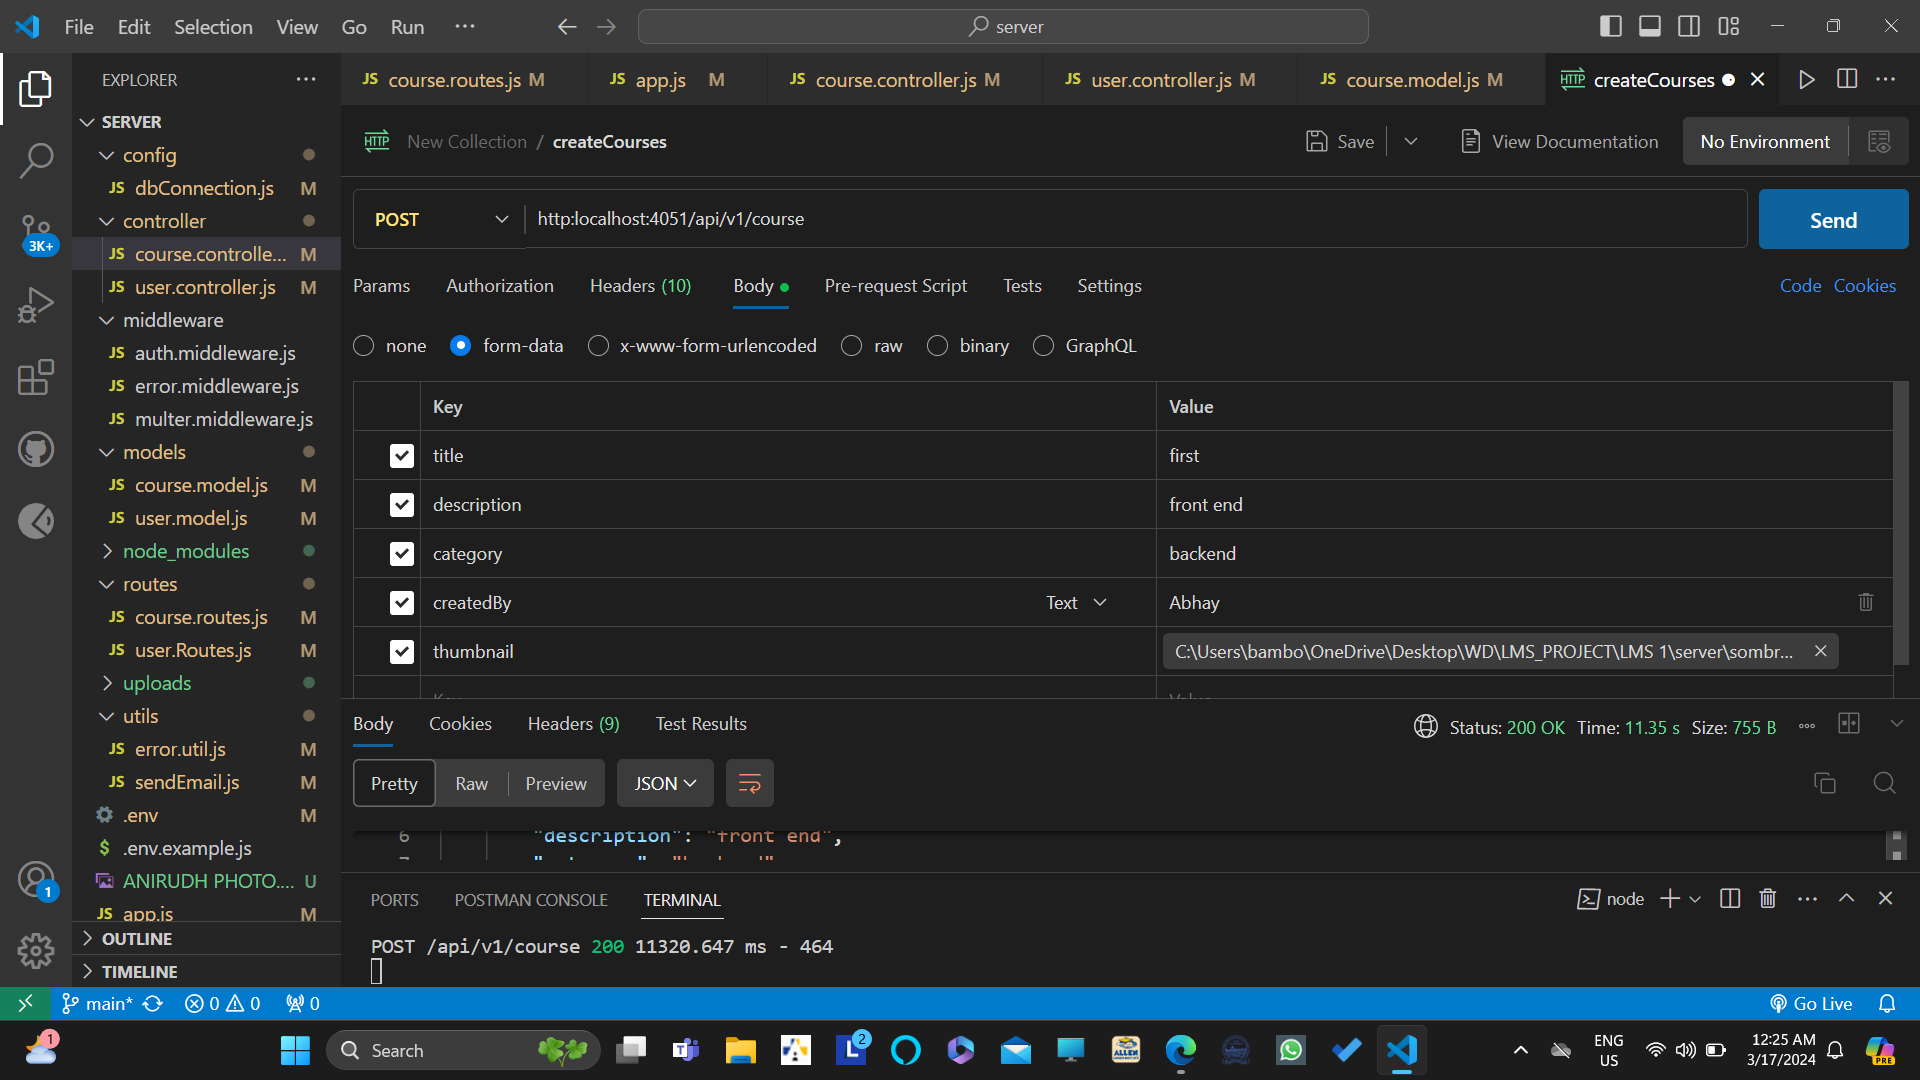 File Edit Selection View Go Run ··· server
EXPLORER ···
JS course.routes.js M JS app.js M JS course.controller.js M JS user.controller.js M JS course.model.js M HTTP createCourses
SERVER
config
JS dbConnection.js M
controller
JS course.controlle... M
JS user.controller.js M
middleware
JS auth.middleware.js
JS error.middleware.js
JS multer.middleware.js
models
JS course.model.js M
JS user.model.js M
node_modules
routes
JS course.routes.js M
JS user.Routes.js M
uploads
utils
JS error.util.js M
JS sendEmail.js M
.env M
$ .env.example.js
ANIRUDH PHOTO.... U
JS app.js M
OUTLINE
TIMELINE
3K+
1
HTTP New Collection / createCourses Save View Documentation No Environment
POST http:localhost:4051/api/v1/course Send
Params Authorization Headers (10) Body Pre-request Script Tests Settings Code Cookies
none form-data x-www-form-urlencoded raw binary GraphQL
Key Value
title first
description front end
category backend
createdBy Text Abhay
thumbnail C:\Users\bambo\OneDrive\Desktop\WD\LMS_PROJECT\LMS 1\server\sombr...
Key Value
Body Cookies Headers (9) Test Results Status: 200 OK Time: 11.35 s Size: 755 B
Pretty Raw Preview JSON
6 "description": "front end",
PORTS POSTMAN CONSOLE TERMINAL node
POST /api/v1/course 200 11320.647 ms - 464
main* 0 0 0 Go Live
1 Search 2 ALLEN ENG 12:25 AM PRE
US 3/17/2024